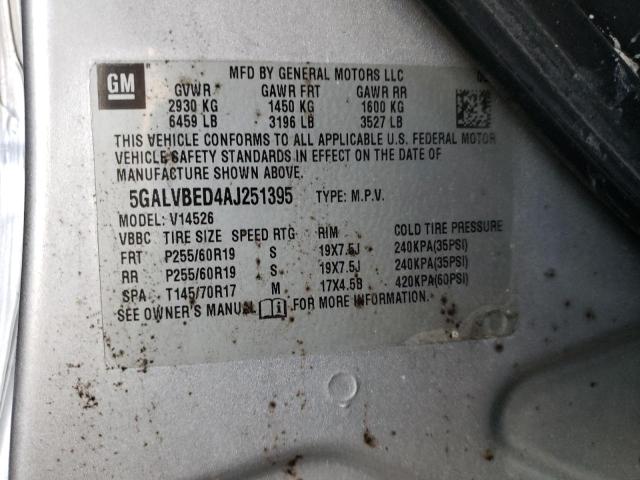 GM
MFD BY GENERAL MOTORS LLC
GVWR GAWR FRT GAWR RR
2930 KG 1450 KG 1600 KG
6459 LB 3196 LB 3527 LB
THIS VEHICLE CONFORMS TO ALL APPLICABLE U.S. FEDERAL MOTOR
VEHICLE SAFETY STANDARDS IN EFFECT ON THE DATE OF
MANUFACTURE SHOWN ABOVE.
5GALVBED4AJ251395 TYPE: M.P.V.
MODEL: V14526
VBBC TIRE SIZE SPEED RTG RIM COLD TIRE PRESSURE
FRT P255/60R19 S 19X7.5J 240KPA(35PSI)
RR P255/60R19 S 19X7.5J 240KPA(35PSI)
SPA T145/70R17 M 17X4.5B 420KPA(60PSI)
SEE OWNER'S MANUAL FOR MORE INFORMATION.